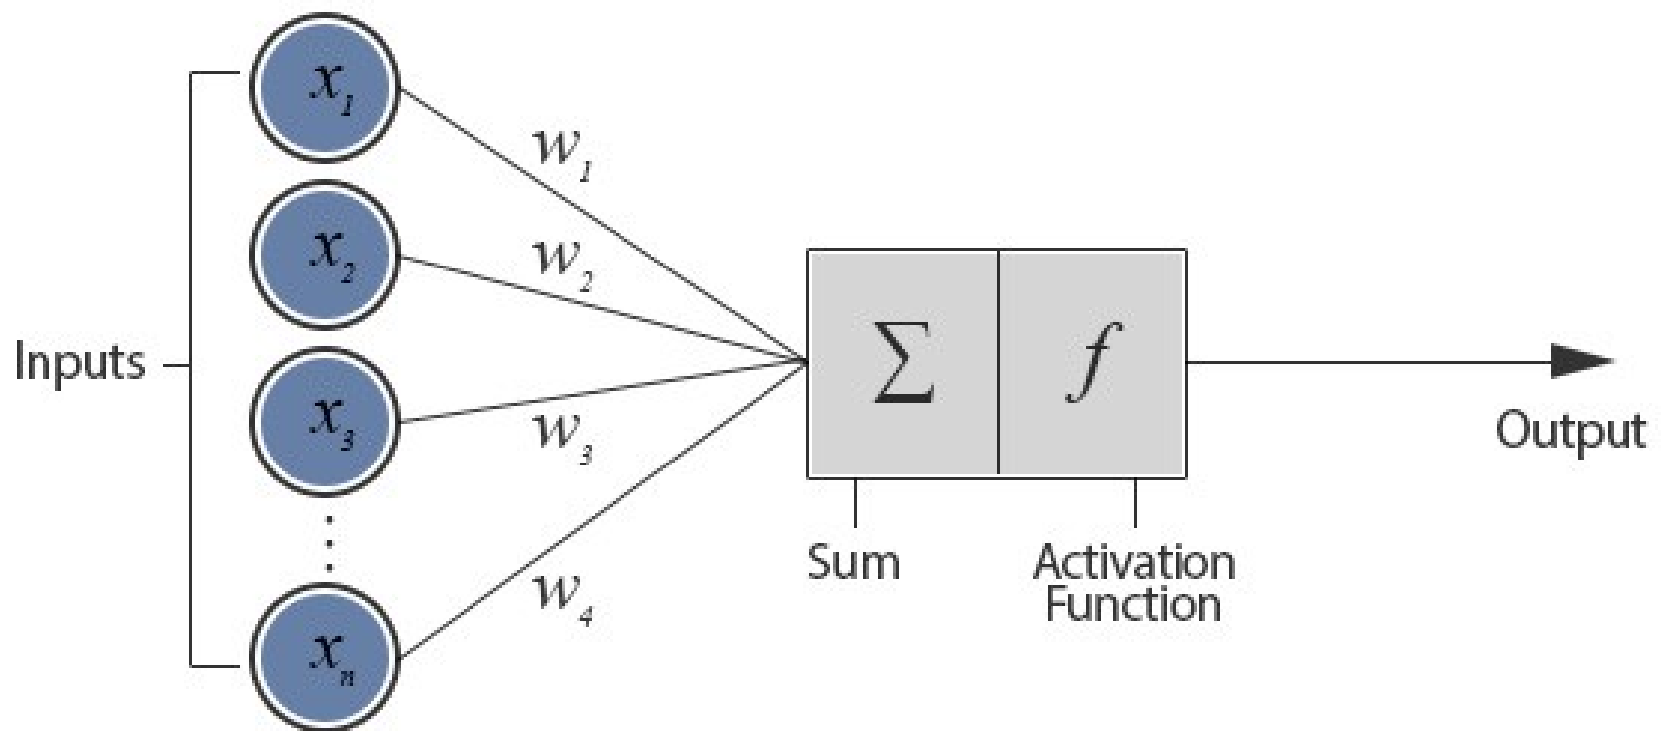 x₁
w₁
x₂
w₂
Inputs
x₃
w₃
xₙ
w₄
Σ
f
Output
Sum
Activation
Function